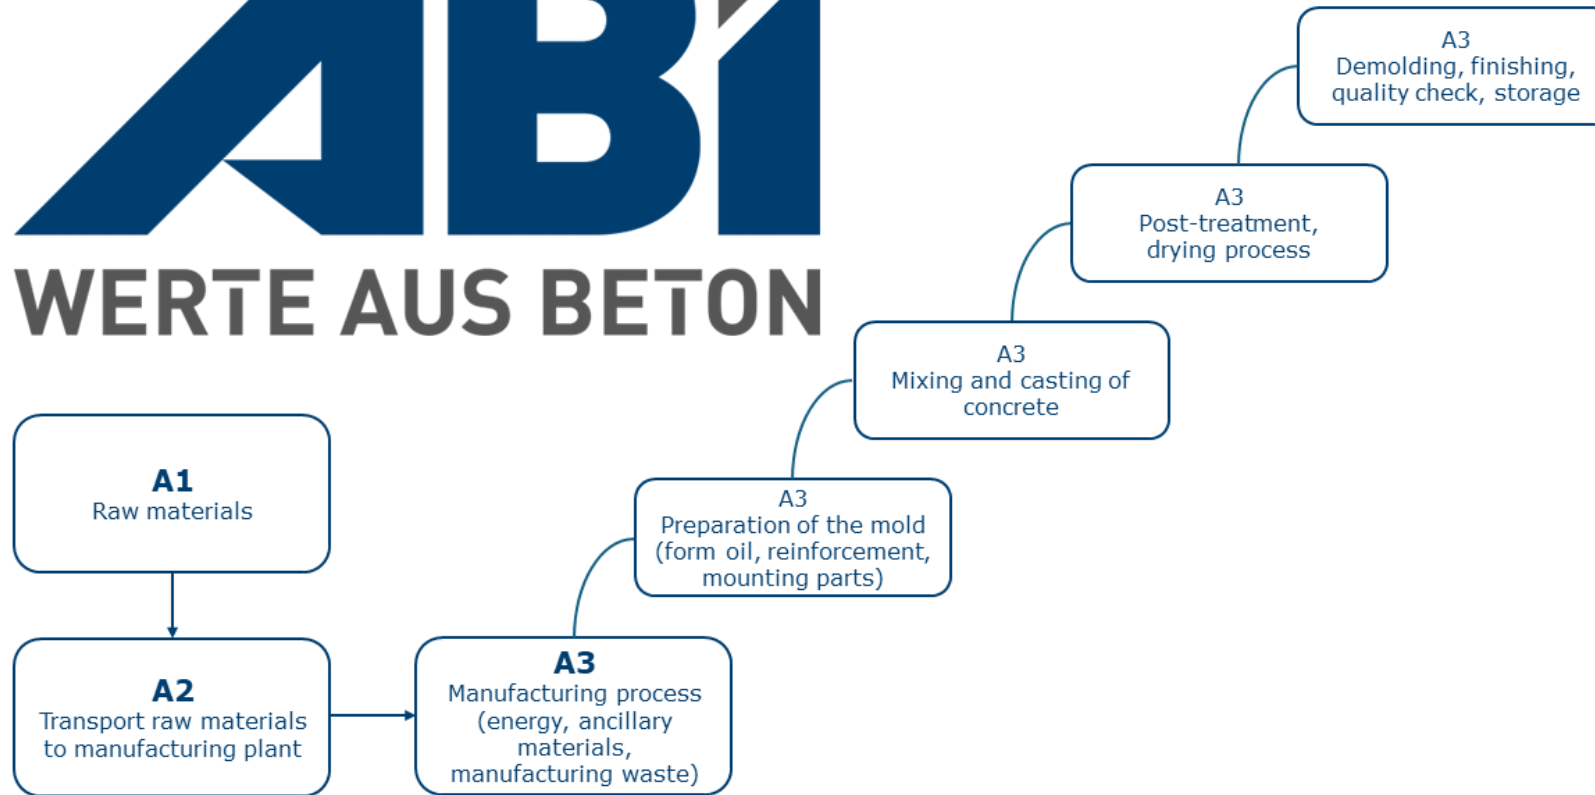 ABI
WERTE AUS BETON
A1
Raw materials
A2
Transport raw materials
to manufacturing plant
A3
Manufacturing process
(energy, ancillary
materials,
manufacturing waste)
A3
Preparation of the mold
(form oil, reinforcement,
mounting parts)
A3
Mixing and casting of
concrete
A3
Post-treatment,
drying process
A3
Demolding, finishing,
quality check, storage